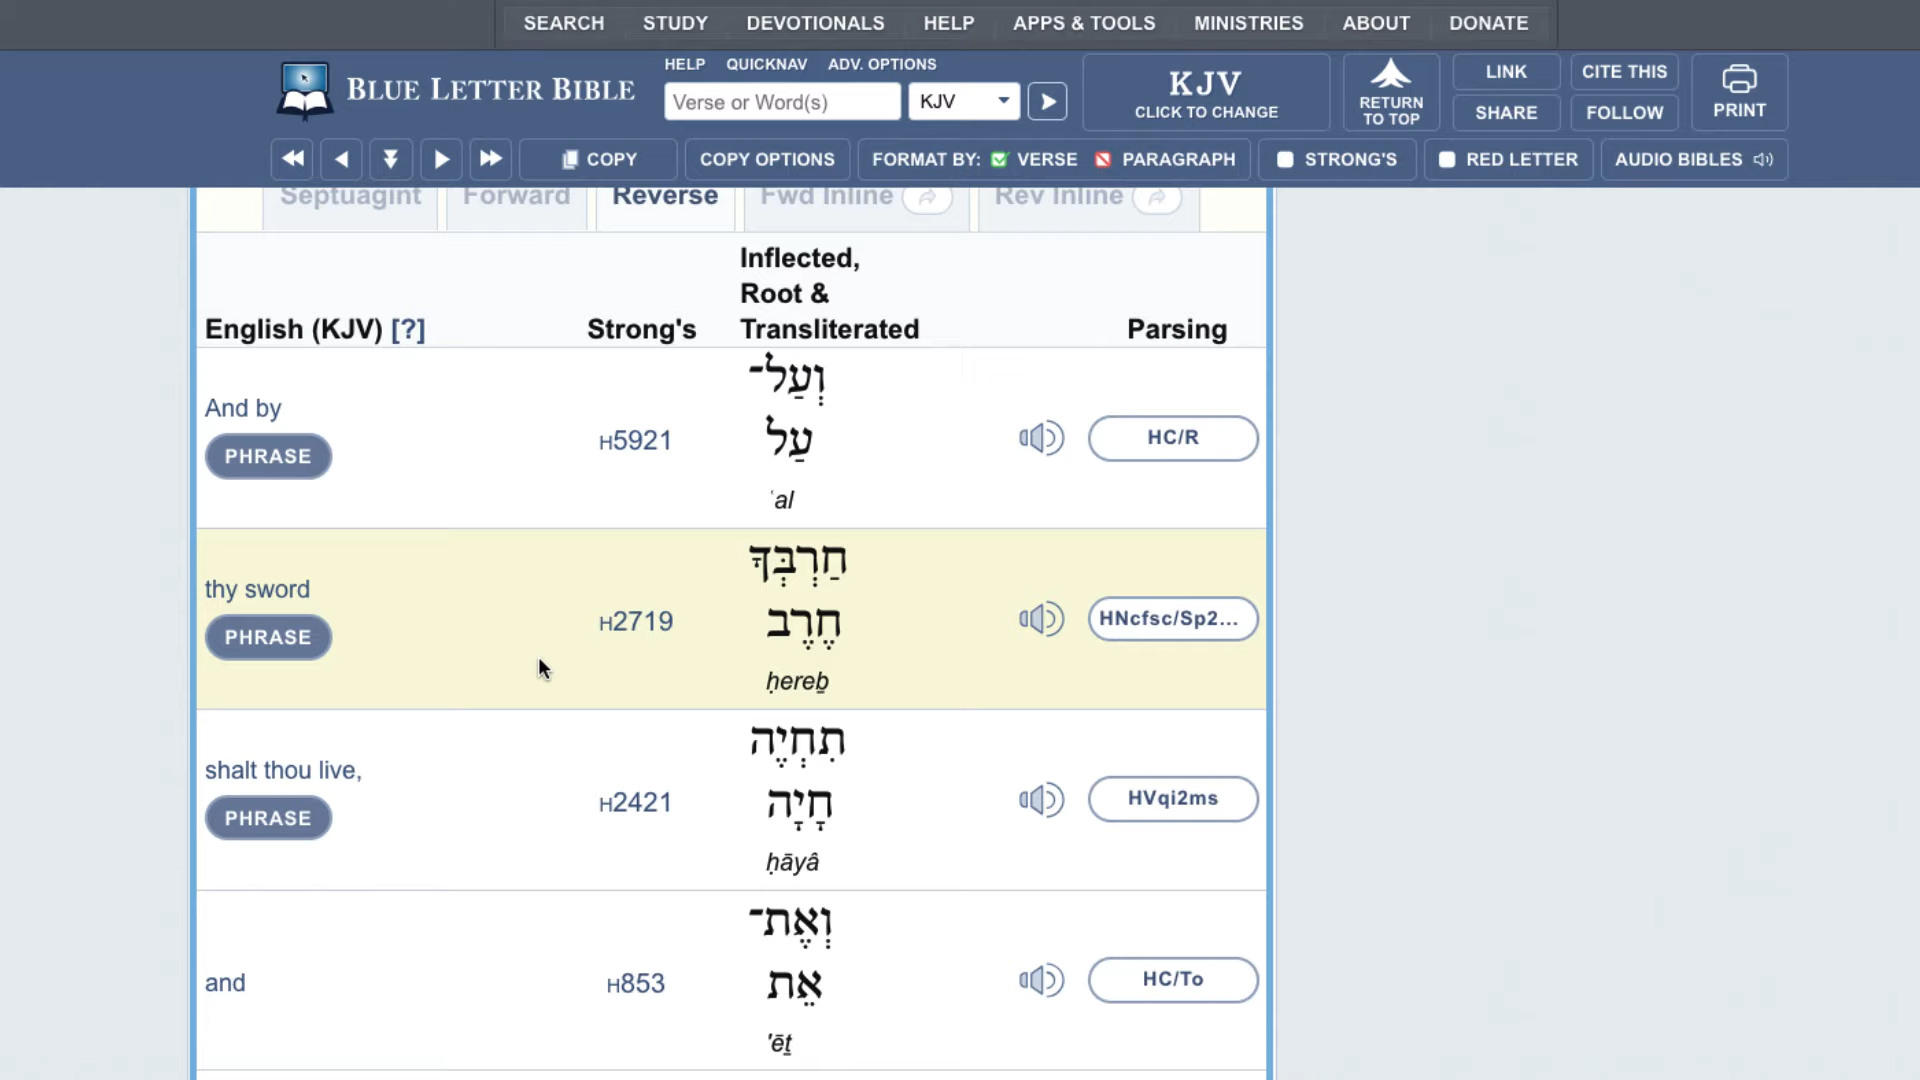 SEARCH STUDY DEVOTIONALS HELP APPS & TOOLS MINISTRIES ABOUT DONATE
BLUE LETTER BIBLE
HELP QUICKNAV ADV. OPTIONS
Verse or Word(s)
KJV
KJV
CLICK TO CHANGE
RETURN
TO TOP
LINK
CITE THIS
SHARE
FOLLOW
PRINT
COPY COPY OPTIONS FORMAT BY: VERSE PARAGRAPH STRONG'S RED LETTER AUDIO BIBLES
Septuagint Forward Reverse Fwd Inline Rev Inline
English (KJV) [?]
Strong's
Inflected,
Root &
Transliterated
Parsing
And by
PHRASE
H5921
וְעַל־
עַל
ʿal
HC/R
thy sword
PHRASE
H2719
חַרְבְּךָ
חֶרֶב
ḥereḇ
HNcfsc/Sp2...
shalt thou live,
PHRASE
H2421
תִחְיֶה
חָיָה
ḥāyâ
HVqi2ms
and
H853
וְאֶת־
אֵת
'ēṯ
HC/To